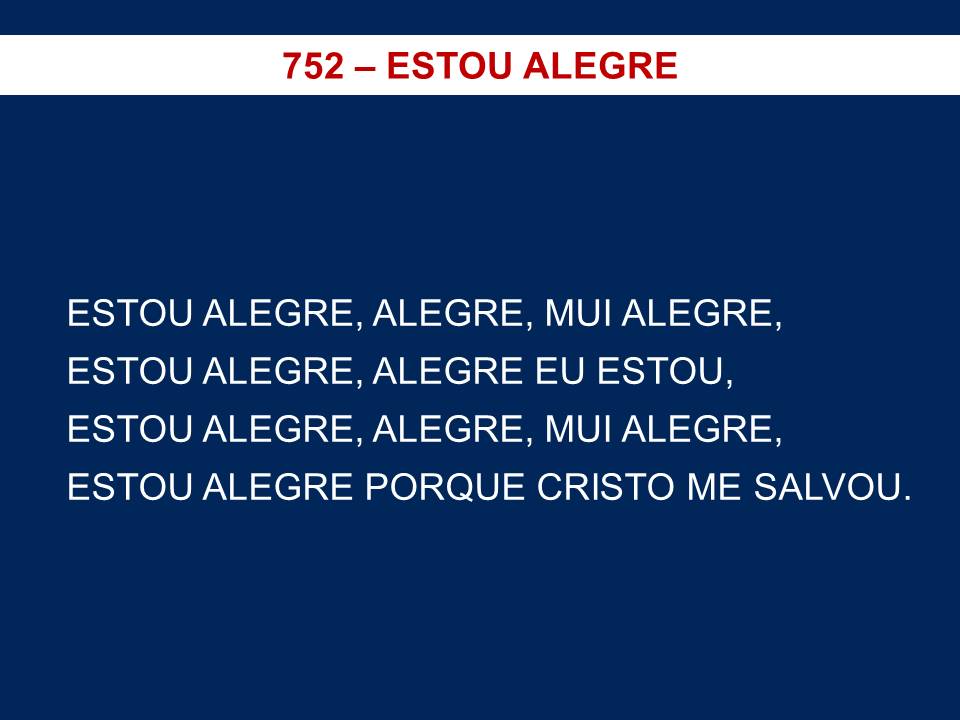 752 – ESTOU ALEGRE
ESTOU ALEGRE, ALEGRE, MUI ALEGRE,
ESTOU ALEGRE, ALEGRE EU ESTOU,
ESTOU ALEGRE, ALEGRE, MUI ALEGRE,
ESTOU ALEGRE PORQUE CRISTO ME SALVOU.